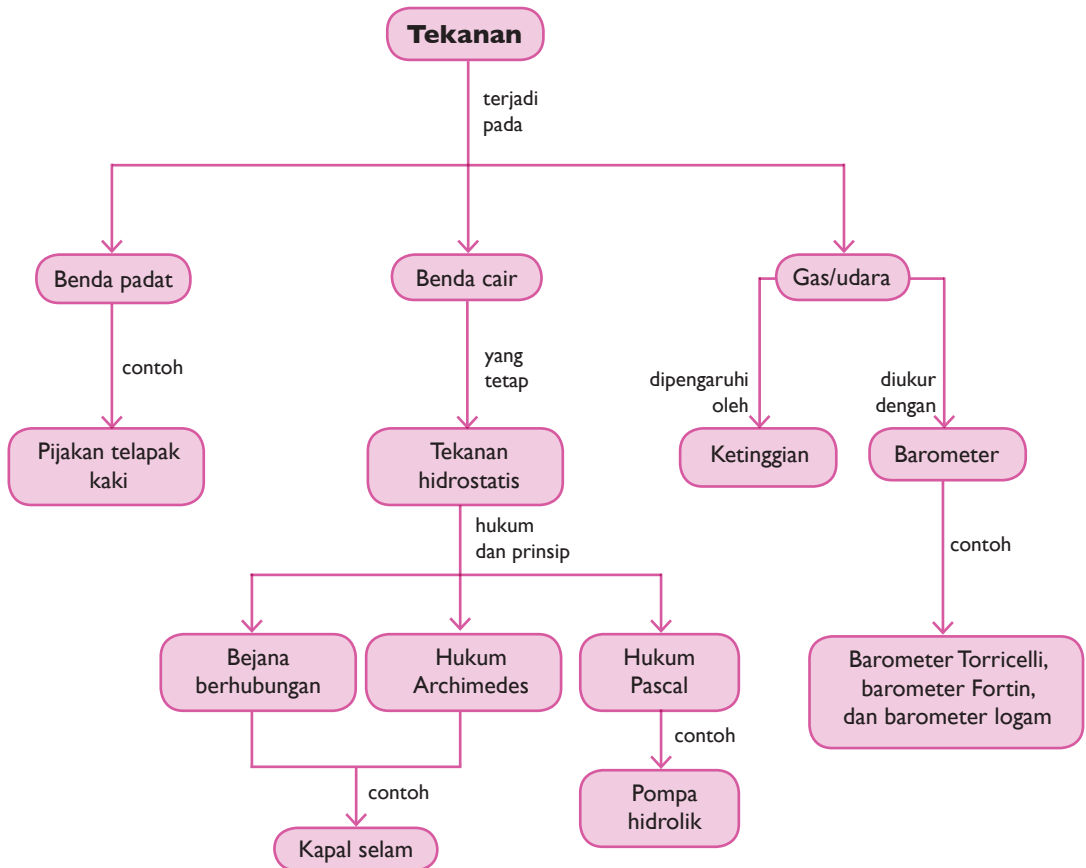 Tekanan
terjadi
pada
Benda padat
Benda cair
Gas/udara
contoh
yang
tetap
dipengaruhi
oleh
diukur
dengan
Pijakan telapak
kaki
Tekanan
hidrostatis
Ketinggian
Barometer
hukum
dan prinsip
contoh
Bejana
berhubungan
Hukum
Archimedes
Hukum
Pascal
Barometer Torricelli,
barometer Fortin,
dan barometer logam
contoh
contoh
Pompa
hidrolik
Kapal selam